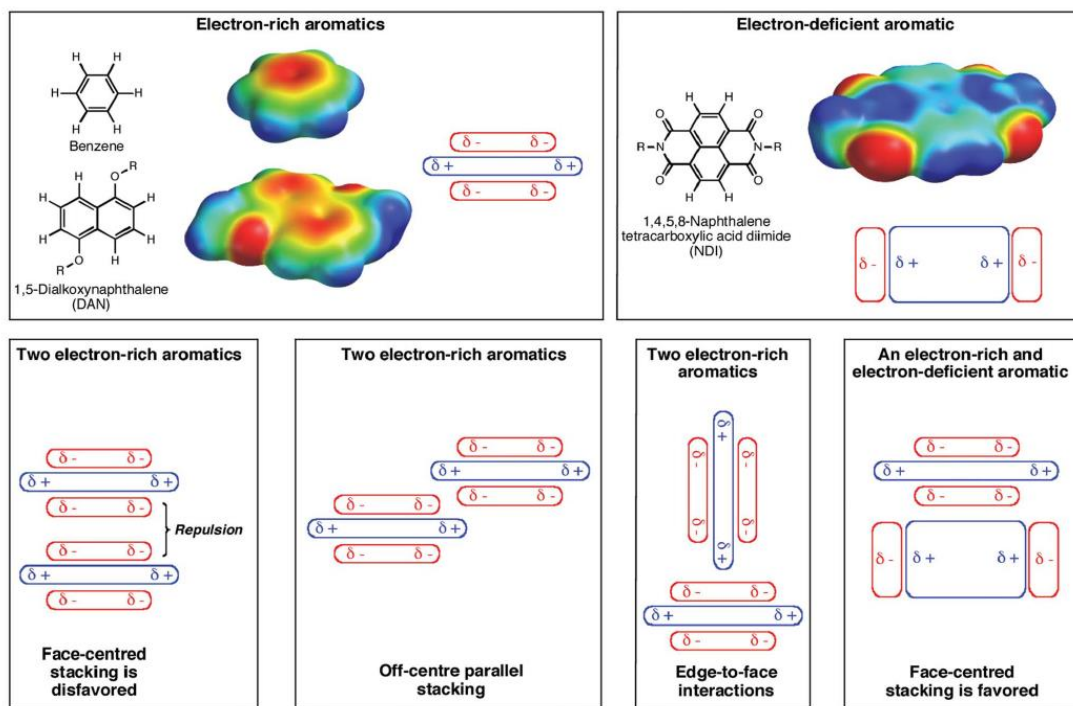 Electron-rich aromatics
H
H
H
H
H
H
Benzene
R
H
O
H
H
H
H
O
H
R
1,5-Dialkoxynaphthalene
(DAN)
δ - δ -
δ + δ +
δ - δ -
Electron-deficient aromatic
H H
O O
R-N N-R
O O
H H
1,4,5,8-Naphthalene
tetracarboxylic acid diimide
(NDI)
δ - δ + δ + δ -
Two electron-rich aromatics
δ - δ -
δ + δ +
δ - δ -
Repulsion
δ - δ -
δ + δ +
δ - δ -
Face-centred
stacking is
disfavored
Two electron-rich aromatics
δ - δ -
δ + δ +
δ - δ -
δ - δ -
δ + δ +
δ - δ -
Off-centre parallel
stacking
Two electron-rich
aromatics
δ +
δ - δ -
δ - δ -
δ +
δ - δ -
δ + δ +
δ - δ -
Edge-to-face
interactions
An electron-rich and
electron-deficient aromatic
δ - δ -
δ + δ +
δ - δ -
δ - δ + δ + δ -
Face-centred
stacking is favored